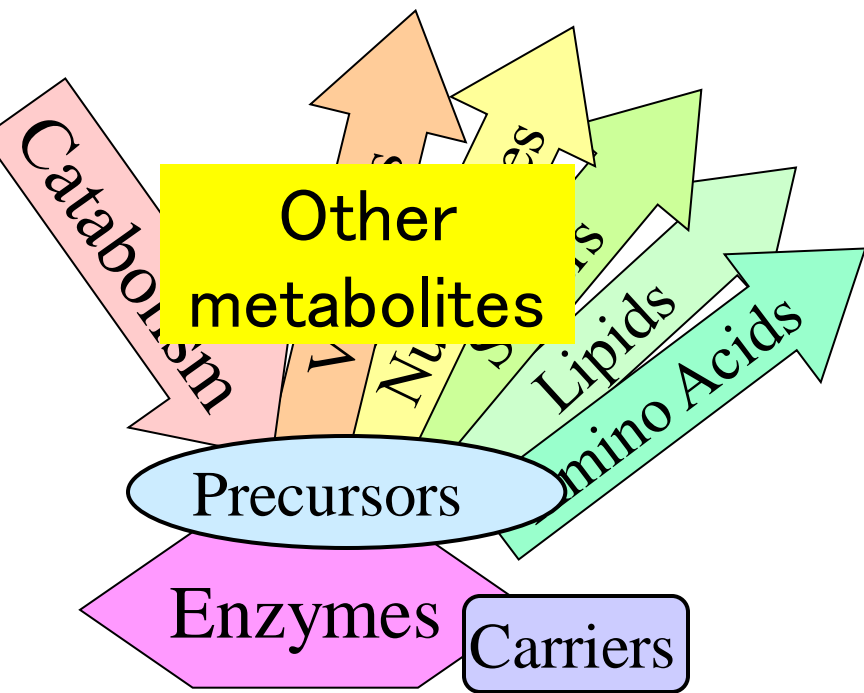 Catabolism
Other
metabolites
Lipids
Amino Acids
Precursors
Enzymes
Carriers